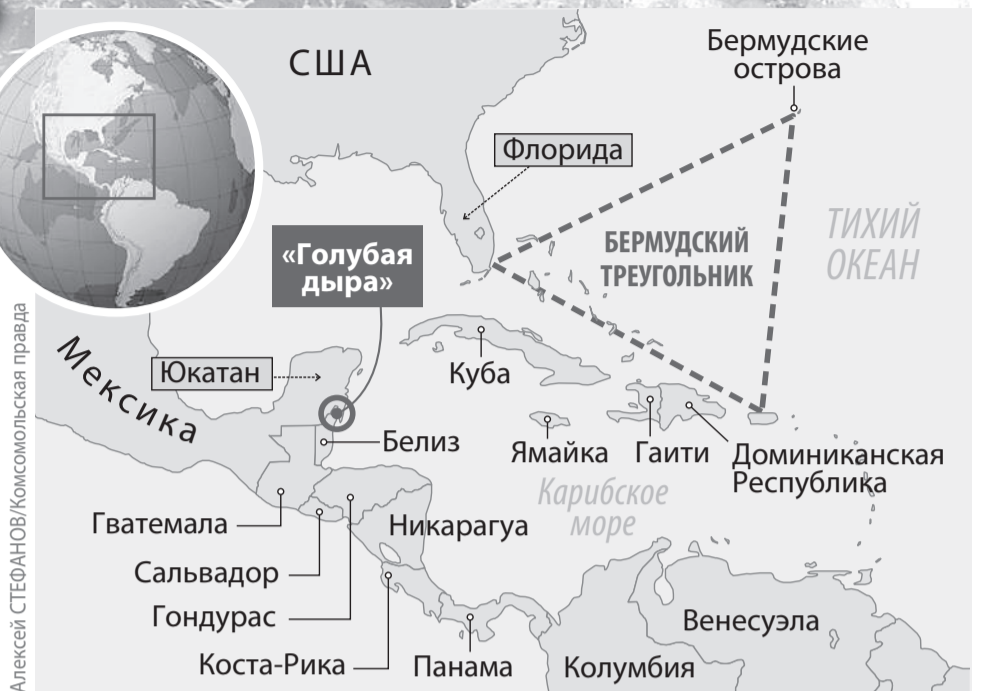 США
Бермудские
острова
Флорида
БЕРМУДСКИЙ
ТРЕУГОЛЬНИК
ТИХИЙ
ОКЕАН
«Голубая
дыра»
Мексика
Юкатан
Куба
Белиз
Ямайка
Гаити
Доминиканская
Республика
Карибское
море
Гватемала
Никарагуа
Сальвадор
Гондурас
Венесуэла
Коста-Рика
Панама
Колумбия
Алексей СТЕФАНОВ/Комсомольская правда